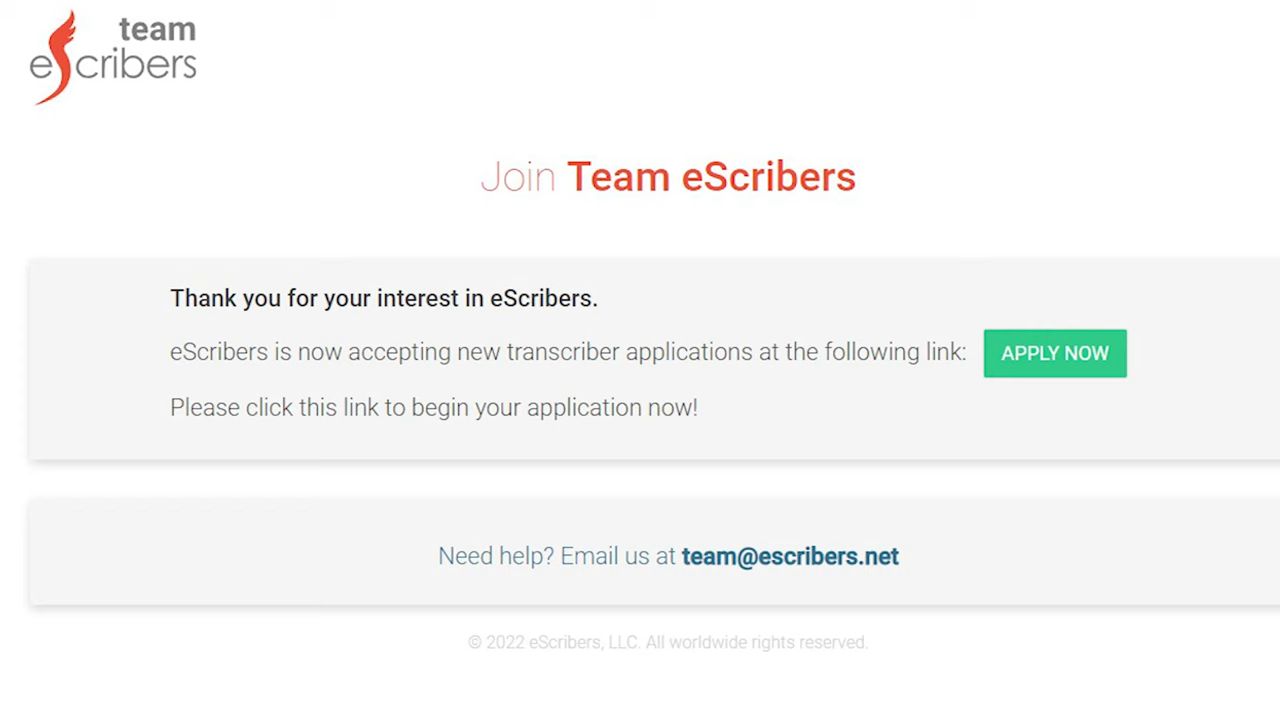 team
eScribers
Join Team eScribers
Thank you for your interest in eScribers.
eScribers is now accepting new transcriber applications at the following link: APPLY NOW
Please click this link to begin your application now!
Need help? Email us at team@escribers.net
© 2022 eScribers, LLC. All worldwide rights reserved.